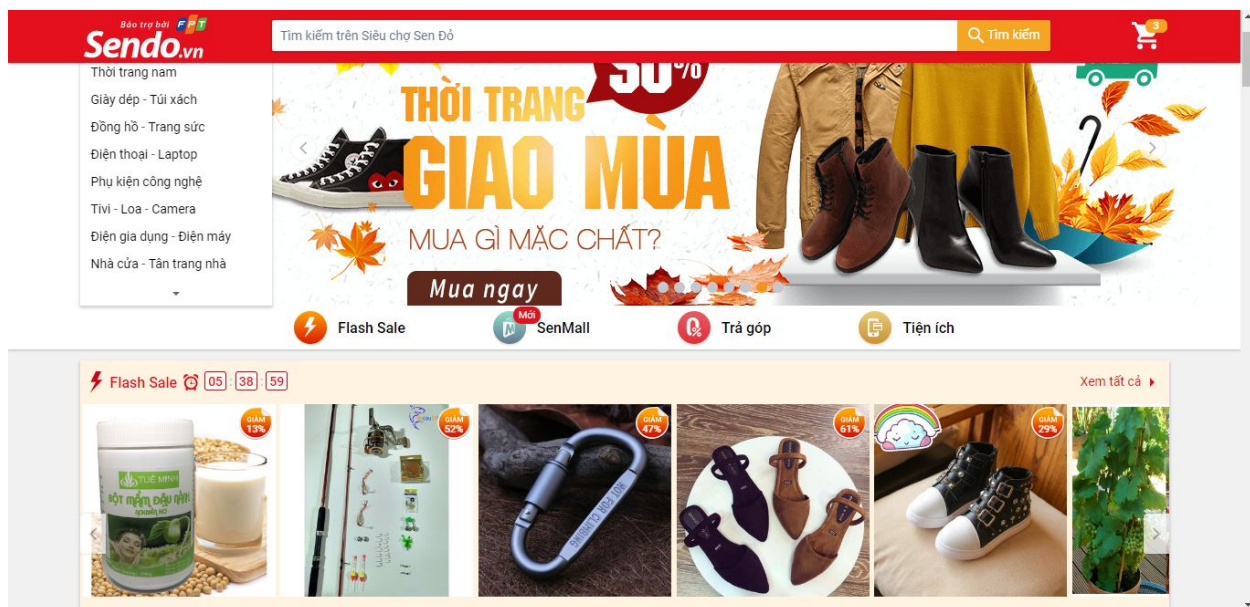 Bảo trợ bởi FPT
Sendo.vn
Tìm kiếm trên Siêu chợ Sen Đỏ
Tìm kiếm
3
Thời trang nam
Giày dép - Túi xách
Đồng hồ - Trang sức
Điện thoại - Laptop
Phụ kiện công nghệ
Tivi - Loa - Camera
Điện gia dụng - Điện máy
Nhà cửa - Tân trang nhà
50%
THỜI TRANG
GIAO MÙA
MUA GÌ MẶC CHẤT?
Mua ngay
Flash Sale
Mới
SenMall
Trả góp
Tiện ích
Flash Sale 05 : 38 : 59
Xem tất cả
GIẢM
13%
TUỆ MINH
BỘT MẦM ĐẬU NÀNH
GIẢM
52%
GIẢM
47%
NOT FOR CLIMBING
GIẢM
61%
GIẢM
29%